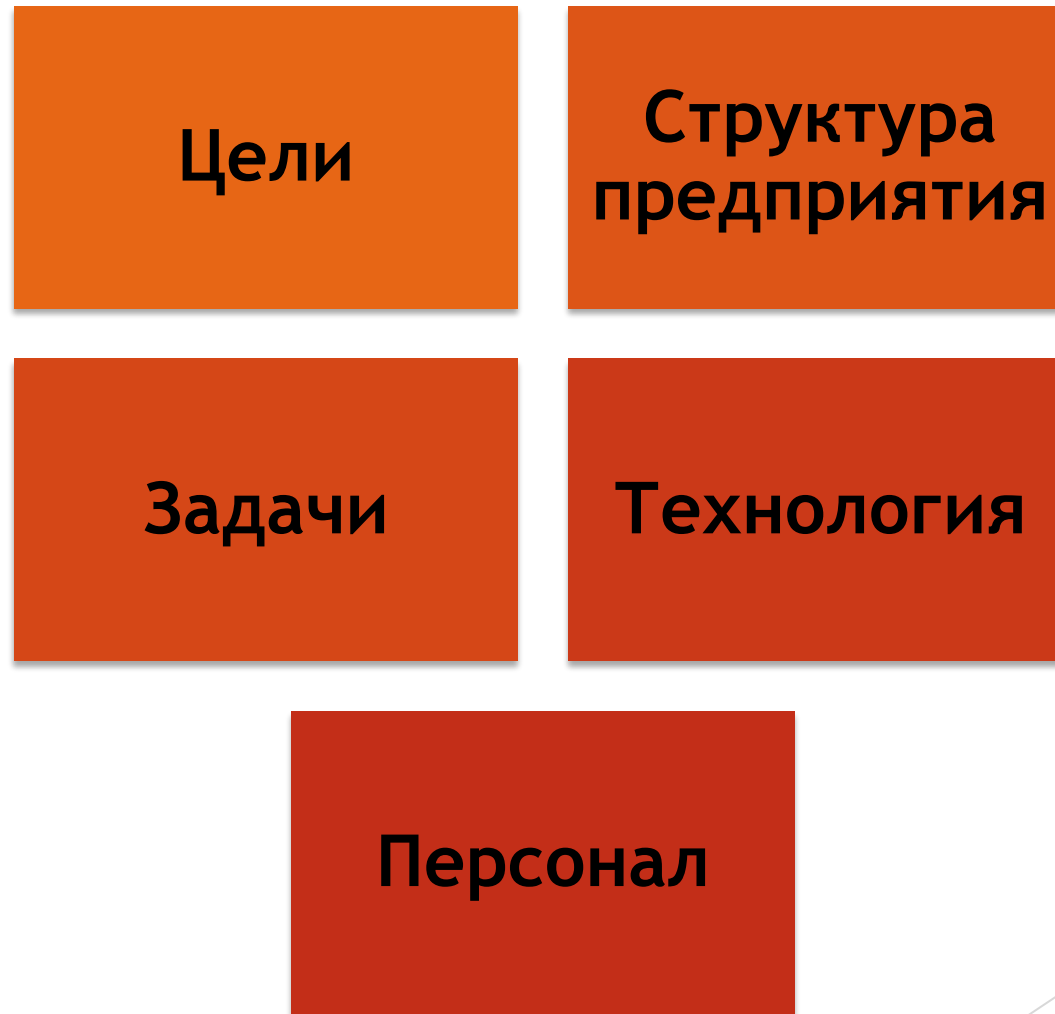 Цели
Структура
предприятия
Задачи
Технология
Персонал